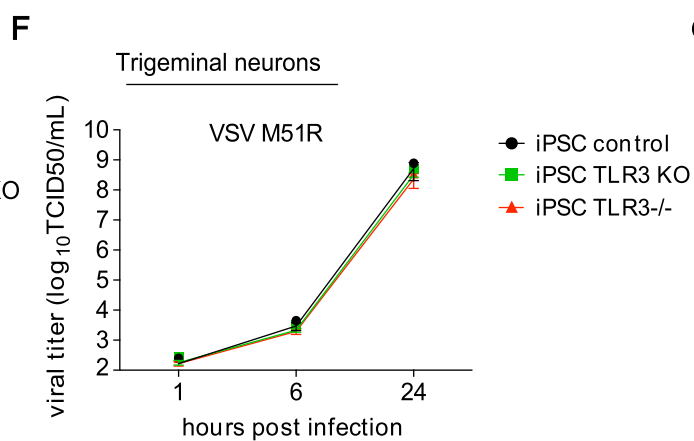 F
Trigeminal neurons
VSV M51R
viral titer (log10TCID50/mL)
10
9
8
7
6
5
4
3
2
1 6 24
hours post infection
iPSC control
iPSC TLR3 KO
iPSC TLR3-/-
KO